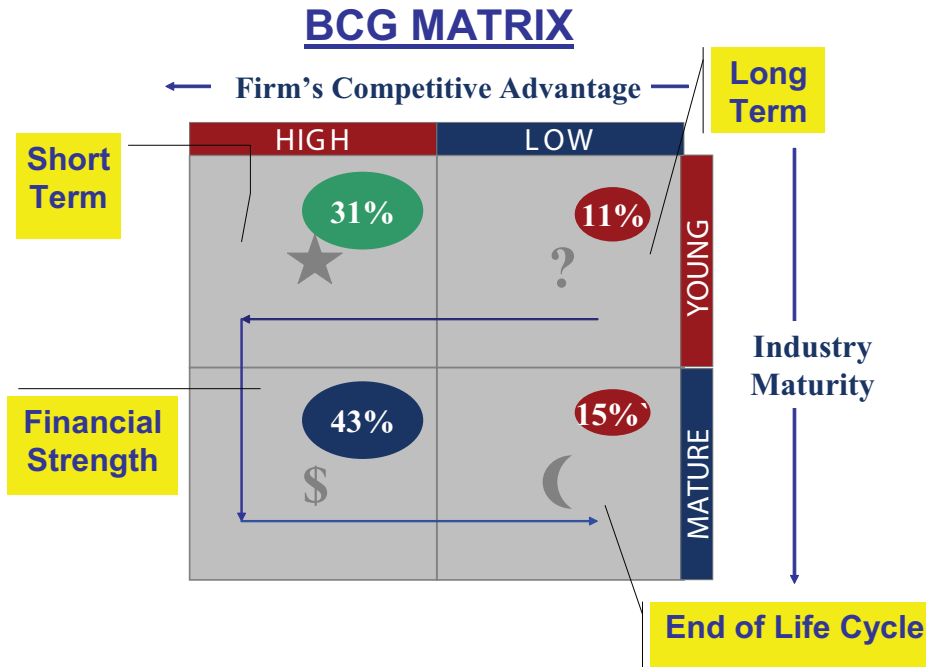 BCG MATRIX
Firm's Competitive Advantage
Long
Term
HIGH
LOW
Short
Term
31%
11%
?
YOUNG
Industry
Maturity
Financial
Strength
43%
15%`
$
MATURE
End of Life Cycle